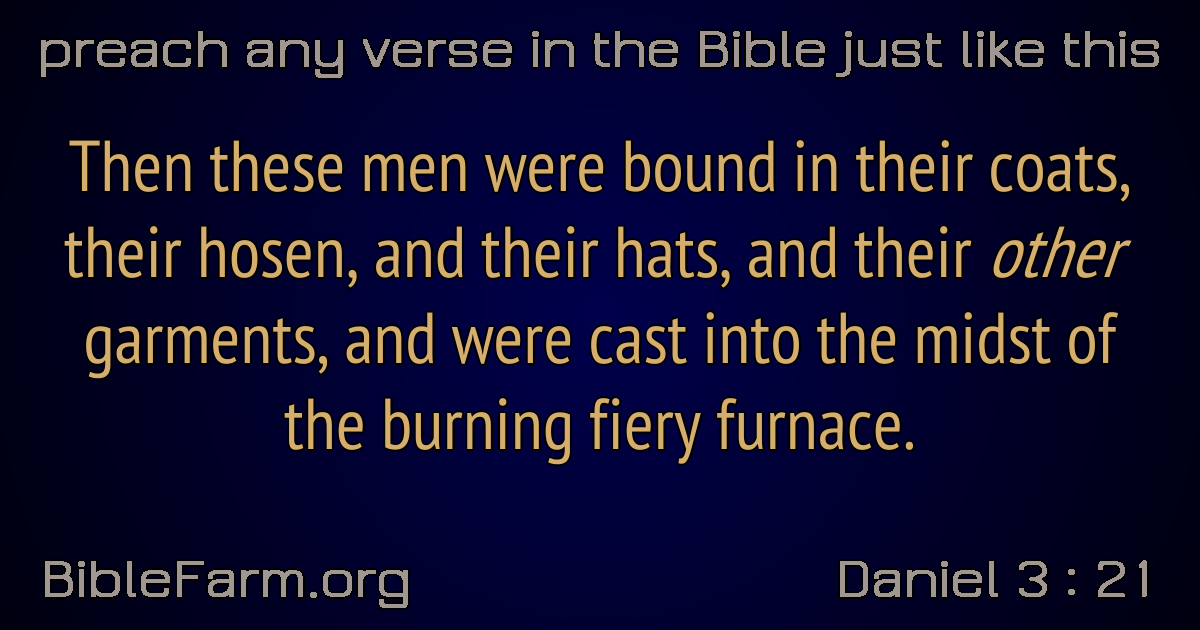 preach any verse in the Bible just like this
Then these men were bound in their coats,
their hosen, and their hats, and their other
garments, and were cast into the midst of
the burning fiery furnace.
BibleFarm.org
Daniel 3 : 21